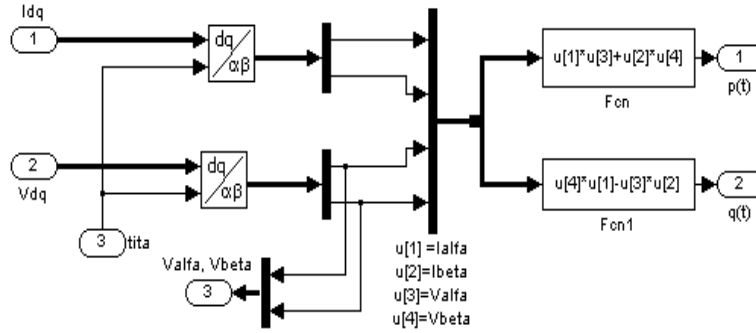 Idq
1
dq
αβ
u[1]*u[3]+u[2]*u[4]
1
Fcn
p(t)
2
Vdq
dq
αβ
u[4]*u[1]-u[3]*u[2]
2
Fcn1
q(t)
3
tita
Valfa, Vbeta
3
u[1] =Ialfa
u[2]=Ibeta
u[3]=Valfa
u[4]=Vbeta